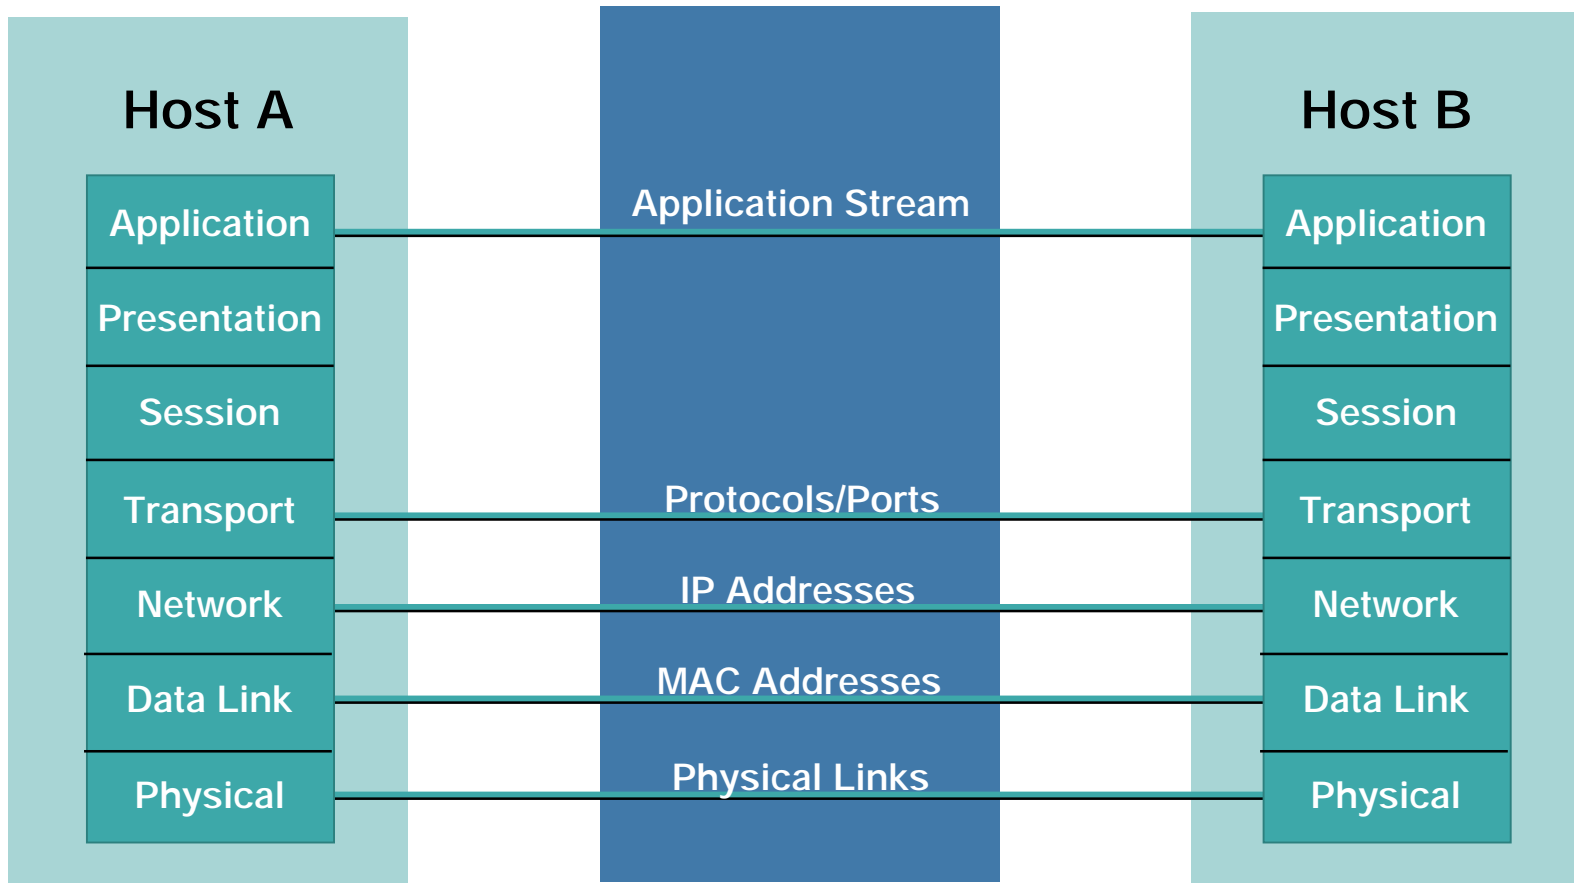 Host A
Application
Presentation
Session
Transport
Network
Data Link
Physical
Application Stream
Protocols/Ports
IP Addresses
MAC Addresses
Physical Links
Host B
Application
Presentation
Session
Transport
Network
Data Link
Physical